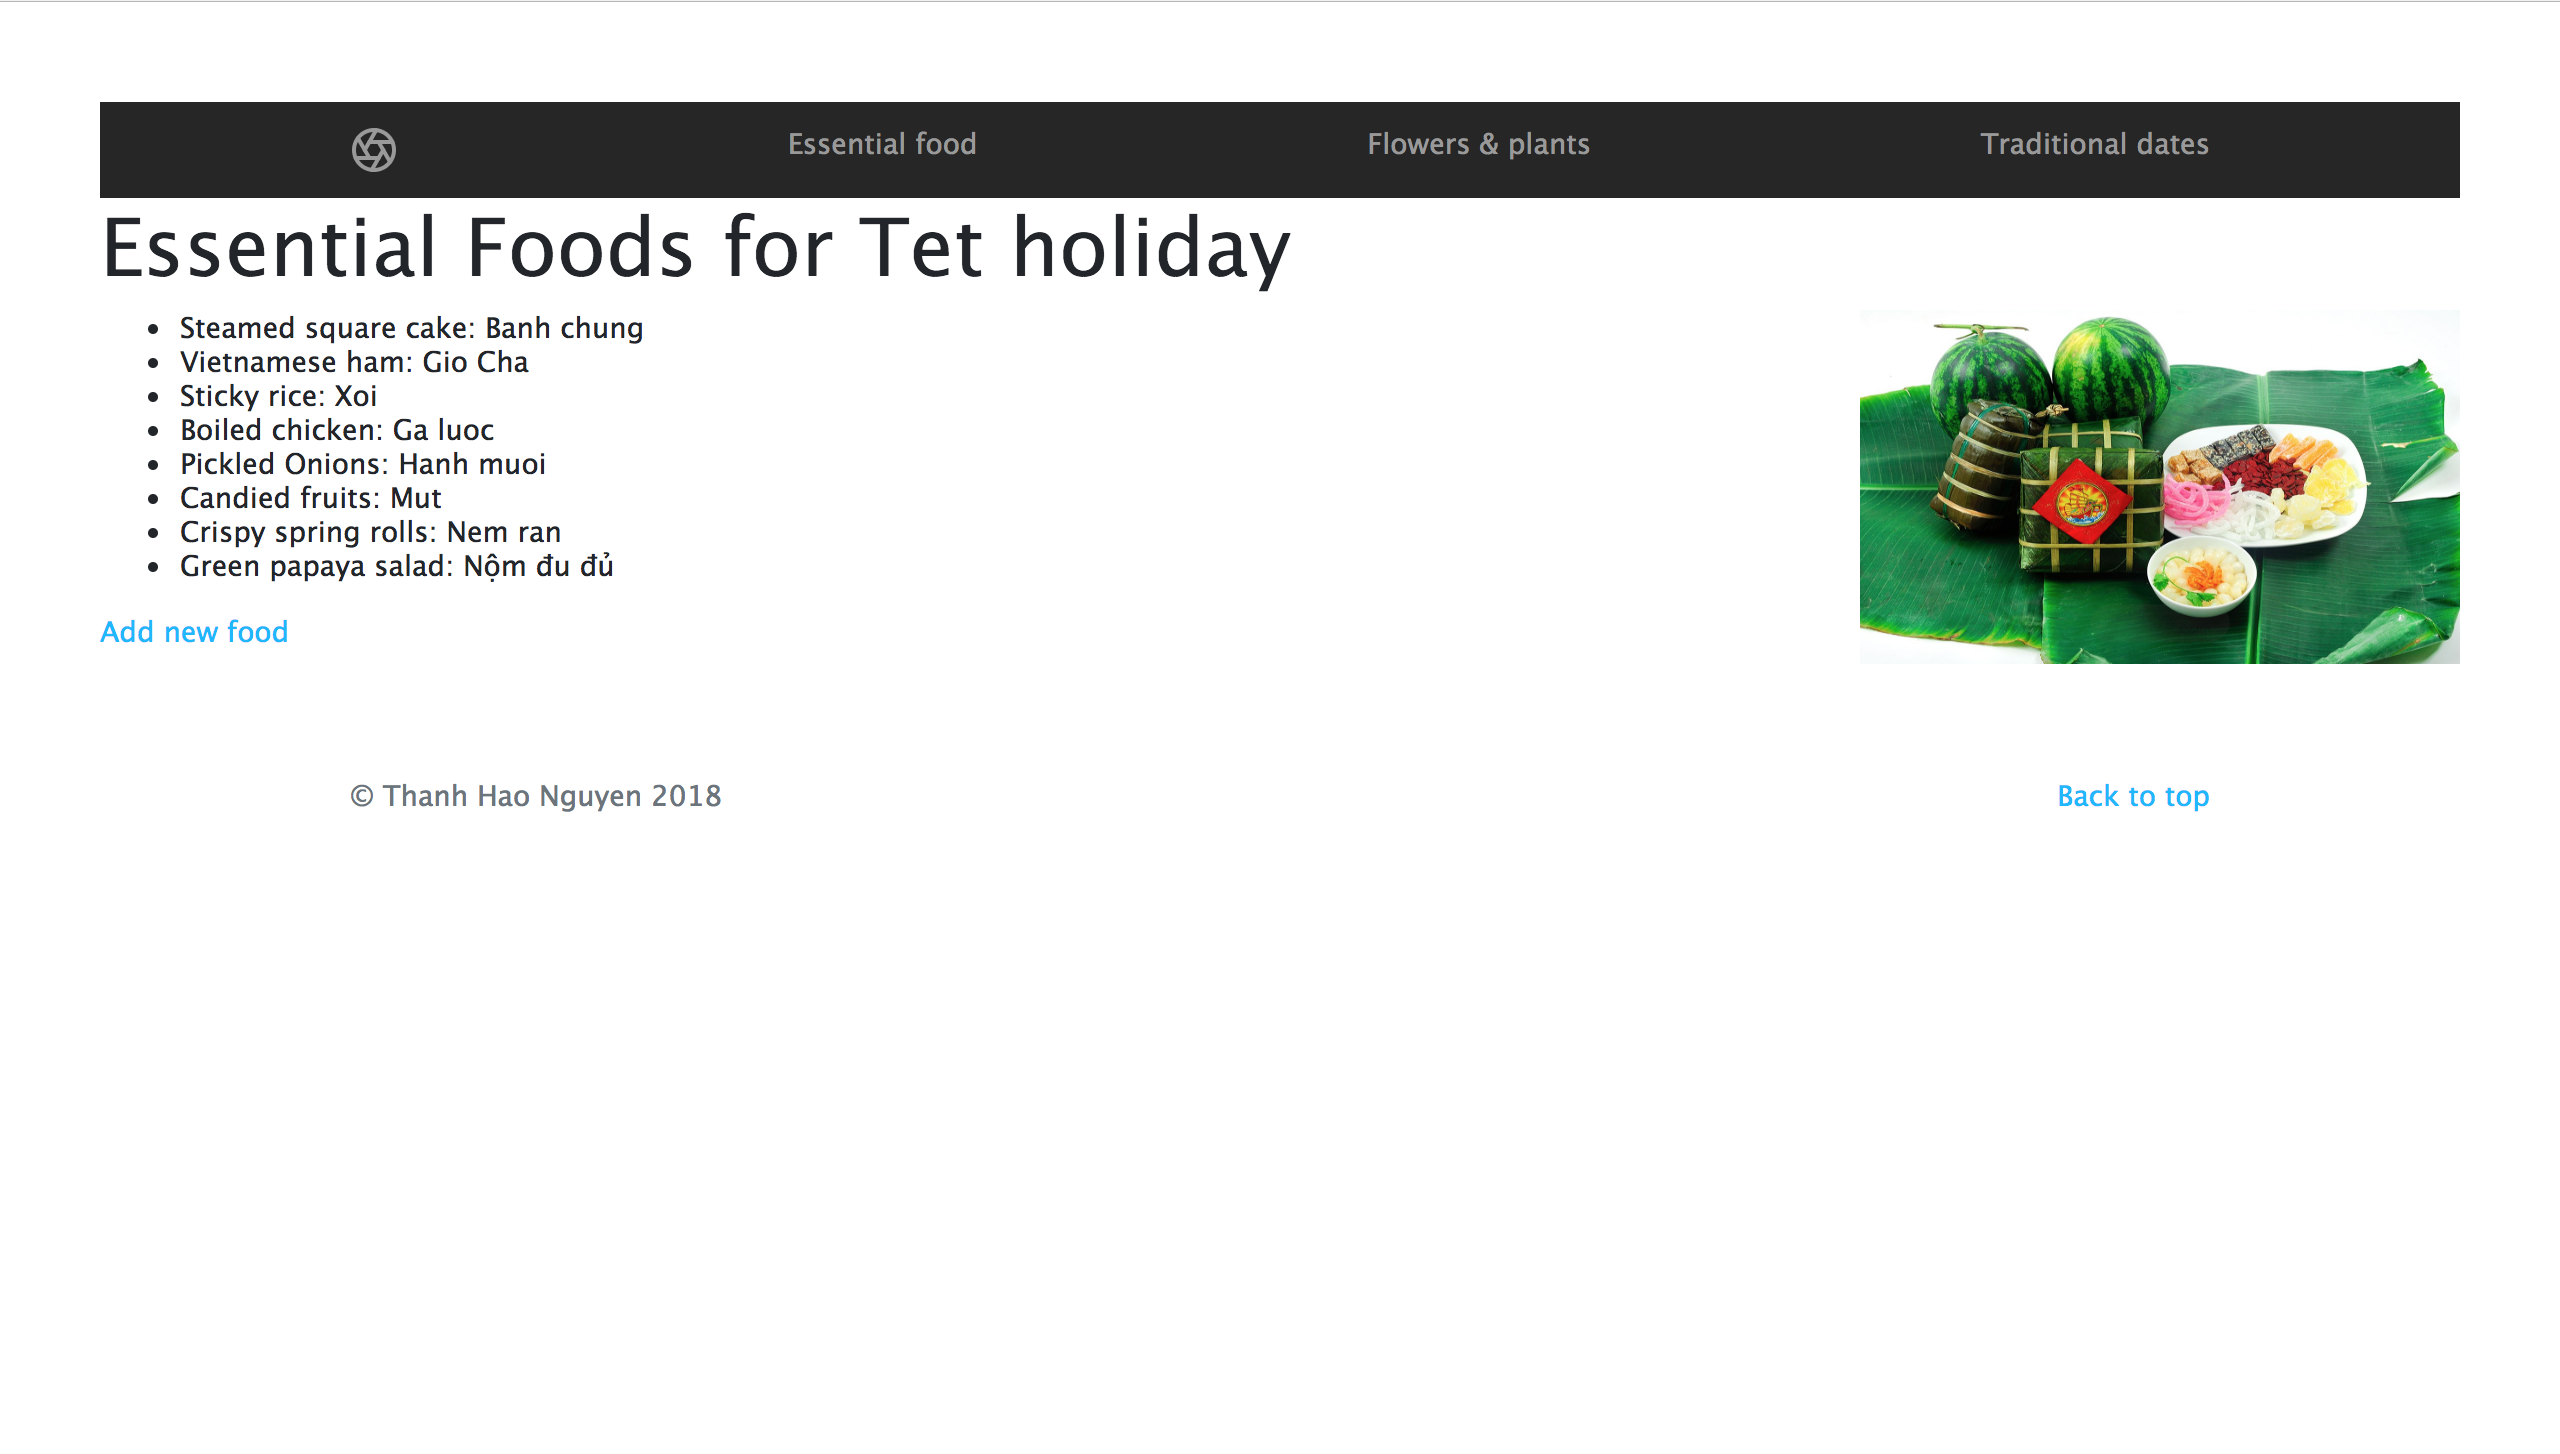 Essential food Flowers & plants Traditional dates
Essential Foods for Tet holiday
Steamed square cake: Banh chung
Vietnamese ham: Gio Cha
Sticky rice: Xoi
Boiled chicken: Ga luoc
Pickled Onions: Hanh muoi
Candied fruits: Mut
Crispy spring rolls: Nem ran
Green papaya salad: Nộm đu đủ
Add new food
© Thanh Hao Nguyen 2018 Back to top